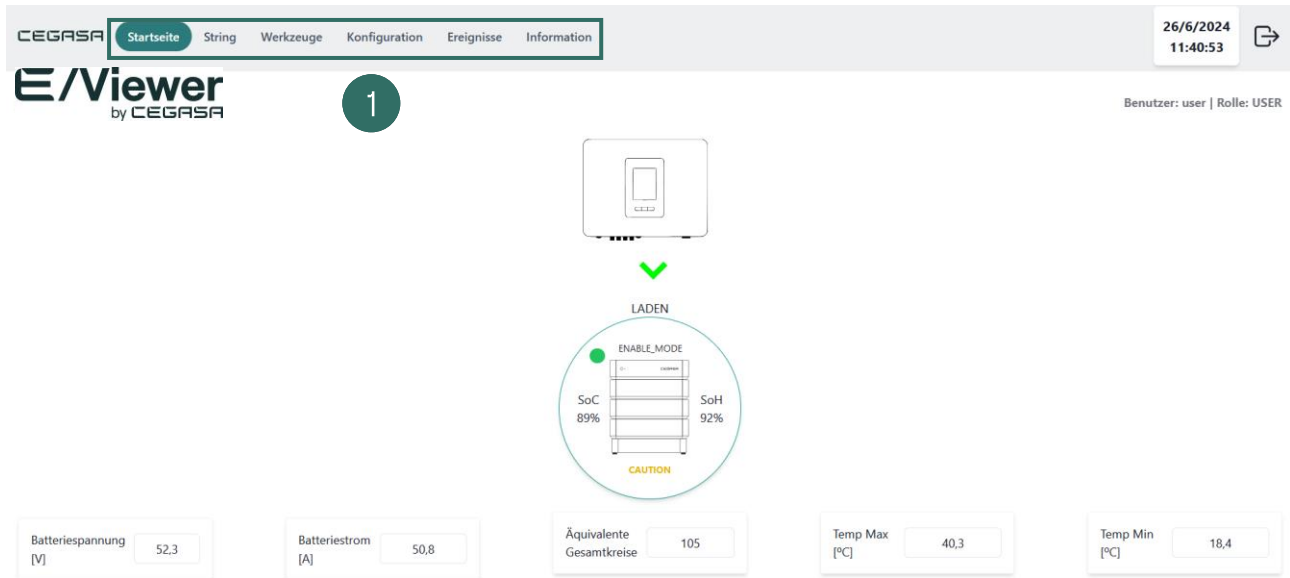 CEGASA Startseite String Werkzeuge Konfiguration Ereignisse Information
26/6/2024
11:40:53
E/Viewer
by CEGASA
1
Benutzer: user | Rolle: USER
LADEN
ENABLE_MODE
SoC
89%
SoH
92%
CAUTION
Batteriespannung
[V]
52,3
Batteriestrom
[A]
50,8
Äquivalente
Gesamtkreise
105
Temp Max
[ºC]
40,3
Temp Min
[ºC]
18,4